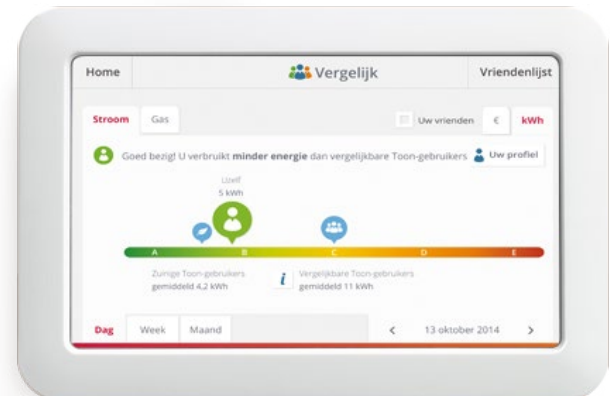 Home
Vergelijk
Vriendenlijst
Stroom
Gas
Uw vrienden
€
kWh
Goed bezig! U verbruikt minder energie dan vergelijkbare Toon-gebruikers
Uw profiel
Uzelf
5 kWh
A
B
C
D
E
Zuinige Toon-gebruikers
gemiddeld 4,2 kWh
i
Vergelijkbare Toon-gebruikers
gemiddeld 11 kWh
Dag
Week
Maand
<
13 oktober 2014
>